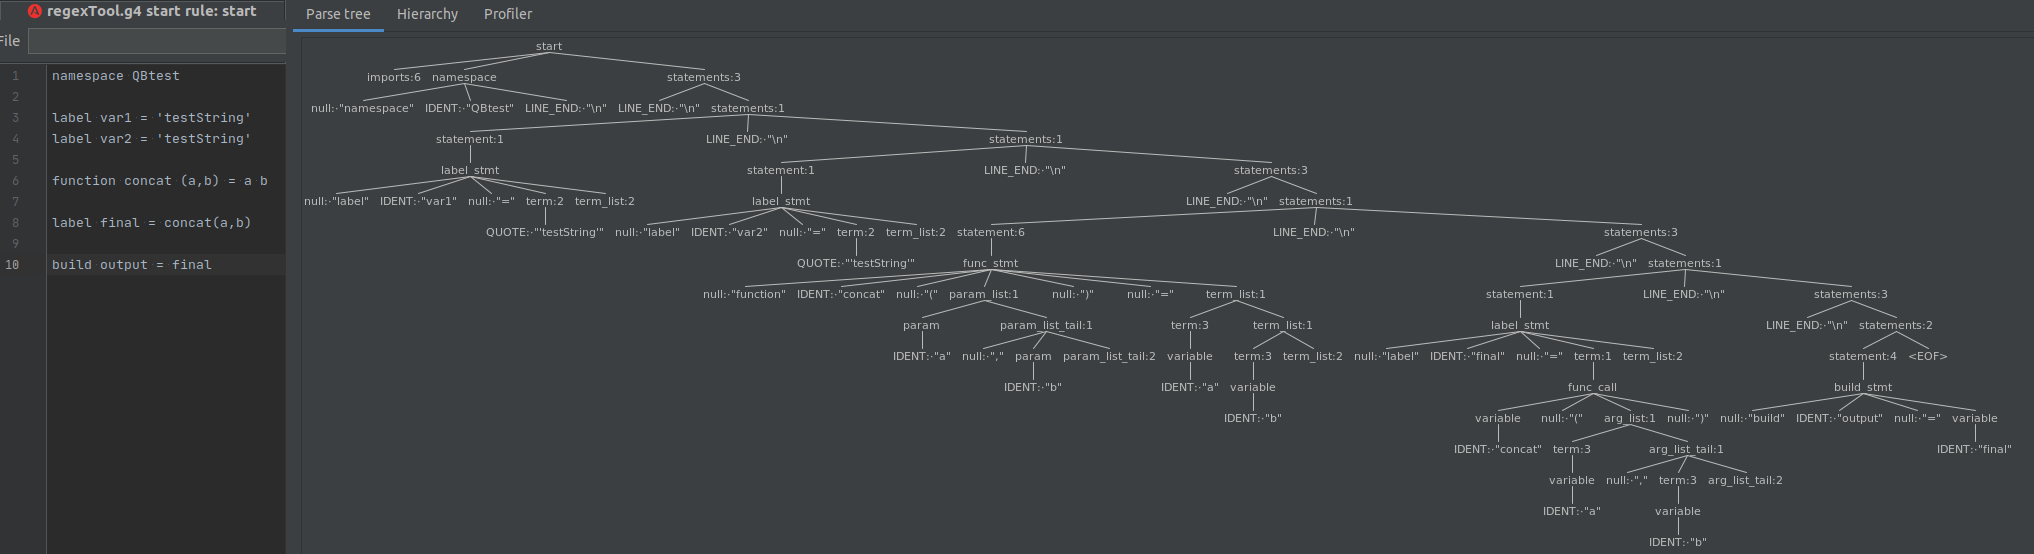 regexTool.g4 start rule: start
Parse tree Hierarchy Profiler
File
1 namespace QBtest
2
3 label var1 = 'testString'
4 label var2 = 'testString'
5
6 function concat (a,b) = a b
7
8 label final = concat(a,b)
9
10 build output = final
start
imports:6 namespace statements:3
null:·"namespace" IDENT:·"QBtest" LINE_END:·"\n" LINE_END:·"\n" statements:1
statement:1 LINE_END:·"\n" statements:1
label_stmt statement:1 LINE_END:·"\n" statements:3
null:·"label" IDENT:·"var1" null:·"=" term:2 term_list:2 label_stmt LINE_END:·"\n" statements:1
QUOTE:·"'testString'" null:·"label" IDENT:·"var2" null:·"=" term:2 term_list:2 statement:6 LINE_END:·"\n" statements:3
QUOTE:·"'testString'" func_stmt LINE_END:·"\n" statements:1
null:·"function" IDENT:·"concat" null:·"(" param_list:1 null:·")" null:·"=" term_list:1 statement:1 LINE_END:·"\n" statements:3
param param_list_tail:1 term:3 term_list:1 label_stmt LINE_END:·"\n" statements:2
IDENT:·"a" null:·"," param param_list_tail:2 variable term:3 term_list:2 null:·"label" IDENT:·"final" null:·"=" term:1 term_list:2 statement:4 <EOF>
IDENT:·"b" IDENT:·"a" variable func_call build_stmt
IDENT:·"b" variable null:·"(" arg_list:1 null:·")" null:·"build" IDENT:·"output" null:·"=" variable
IDENT:·"concat" term:3 arg_list_tail:1 IDENT:·"final"
variable null:·"," term:3 arg_list_tail:2
IDENT:·"a" variable
IDENT:·"b"